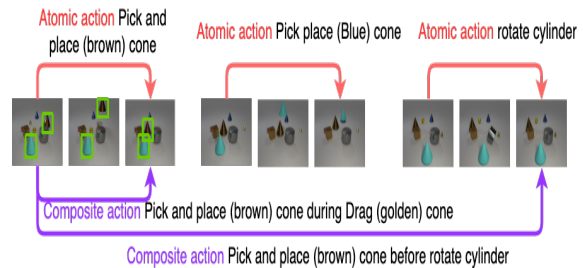 Atomic action Pick and
place (brown) cone
Atomic action Pick place (Blue) cone
Atomic action rotate cylinder
Composite action Pick and place (brown) cone during Drag (golden) cone
Composite action Pick and place (brown) cone before rotate cylinder